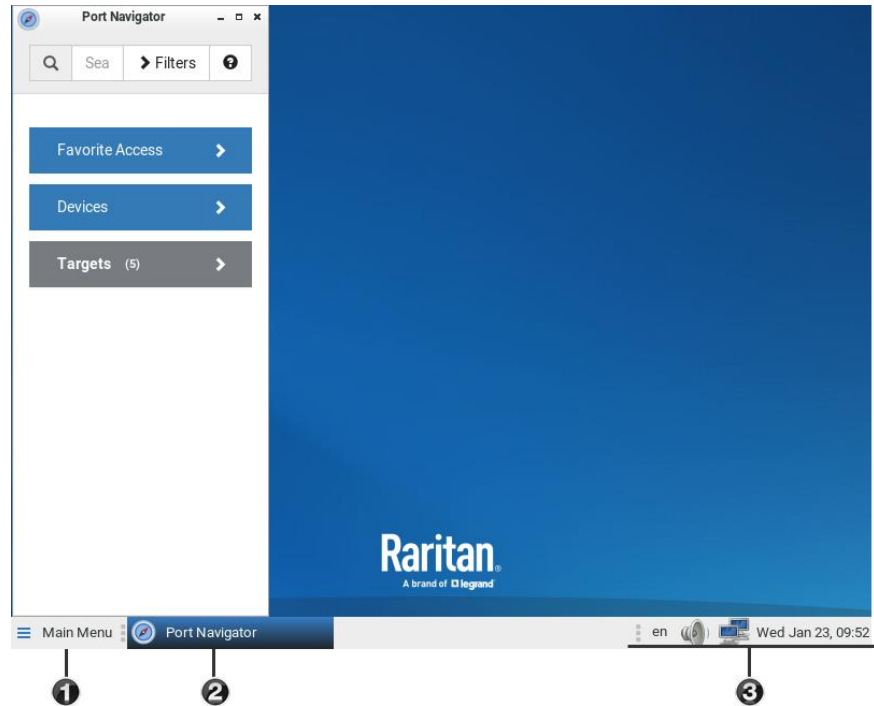 Port Navigator
Sea
Filters
Favorite Access
Devices
Targets (5)
Raritan®
A brand of legrand®
Main Menu
Port Navigator
en
Wed Jan 23, 09:52
1
2
3